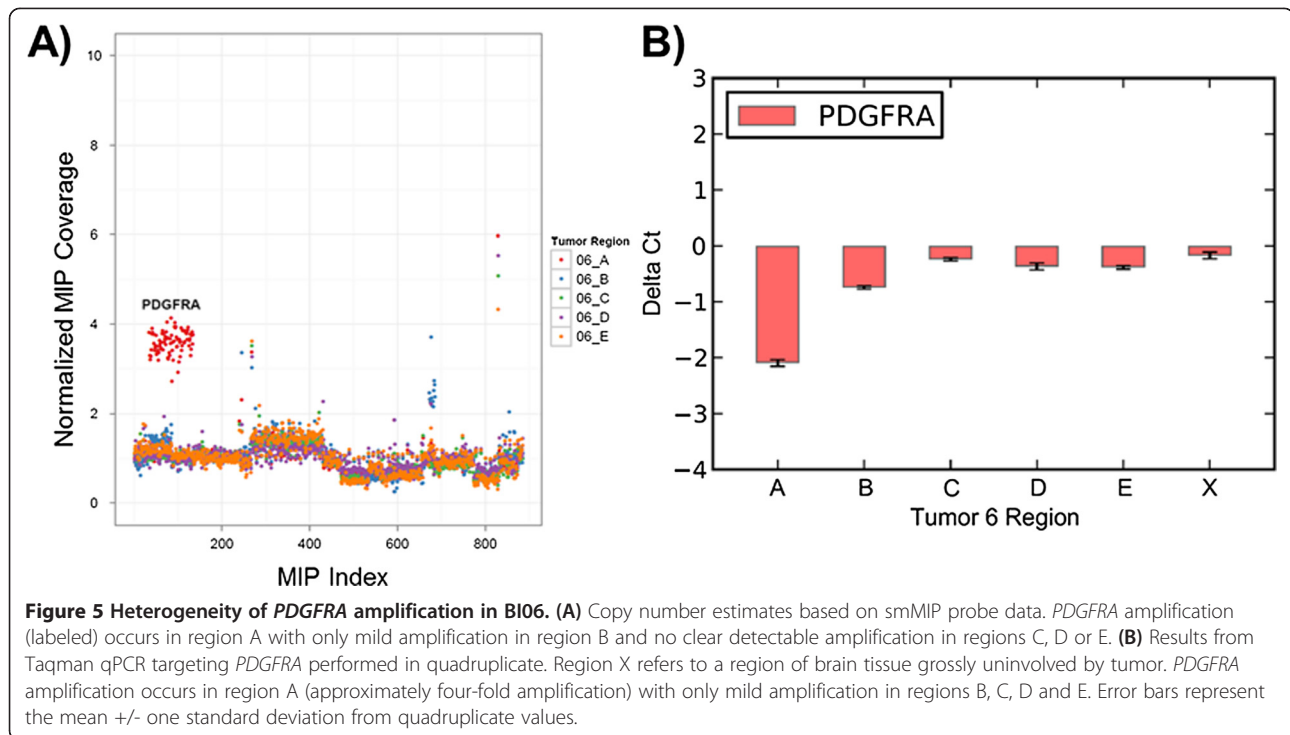 A)
10
8
6
4
2
0
Normalized MIP Coverage
PDGFRA
200
400
600
800
MIP Index
Tumor Region
06_A
06_B
06_C
06_D
06_E
B)
3
2
1
0
−1
−2
−3
−4
Delta Ct
PDGFRA
A B C D E X
Tumor 6 Region
Figure 5 Heterogeneity of PDGFRA amplification in BI06. (A) Copy number estimates based on smMIP probe data. PDGFRA amplification
(labeled) occurs in region A with only mild amplification in region B and no clear detectable amplification in regions C, D or E. (B) Results from
Taqman qPCR targeting PDGFRA performed in quadruplicate. Region X refers to a region of brain tissue grossly uninvolved by tumor. PDGFRA
amplification occurs in region A (approximately four-fold amplification) with only mild amplification in regions B, C, D and E. Error bars represent
the mean +/- one standard deviation from quadruplicate values.